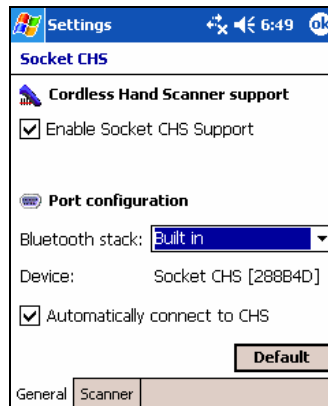 Settings 6:49 ok
Socket CHS
Cordless Hand Scanner support
Enable Socket CHS Support
Port configuration
Bluetooth stack: Built in
Device: Socket CHS [288B4D]
Automatically connect to CHS
Default
General Scanner